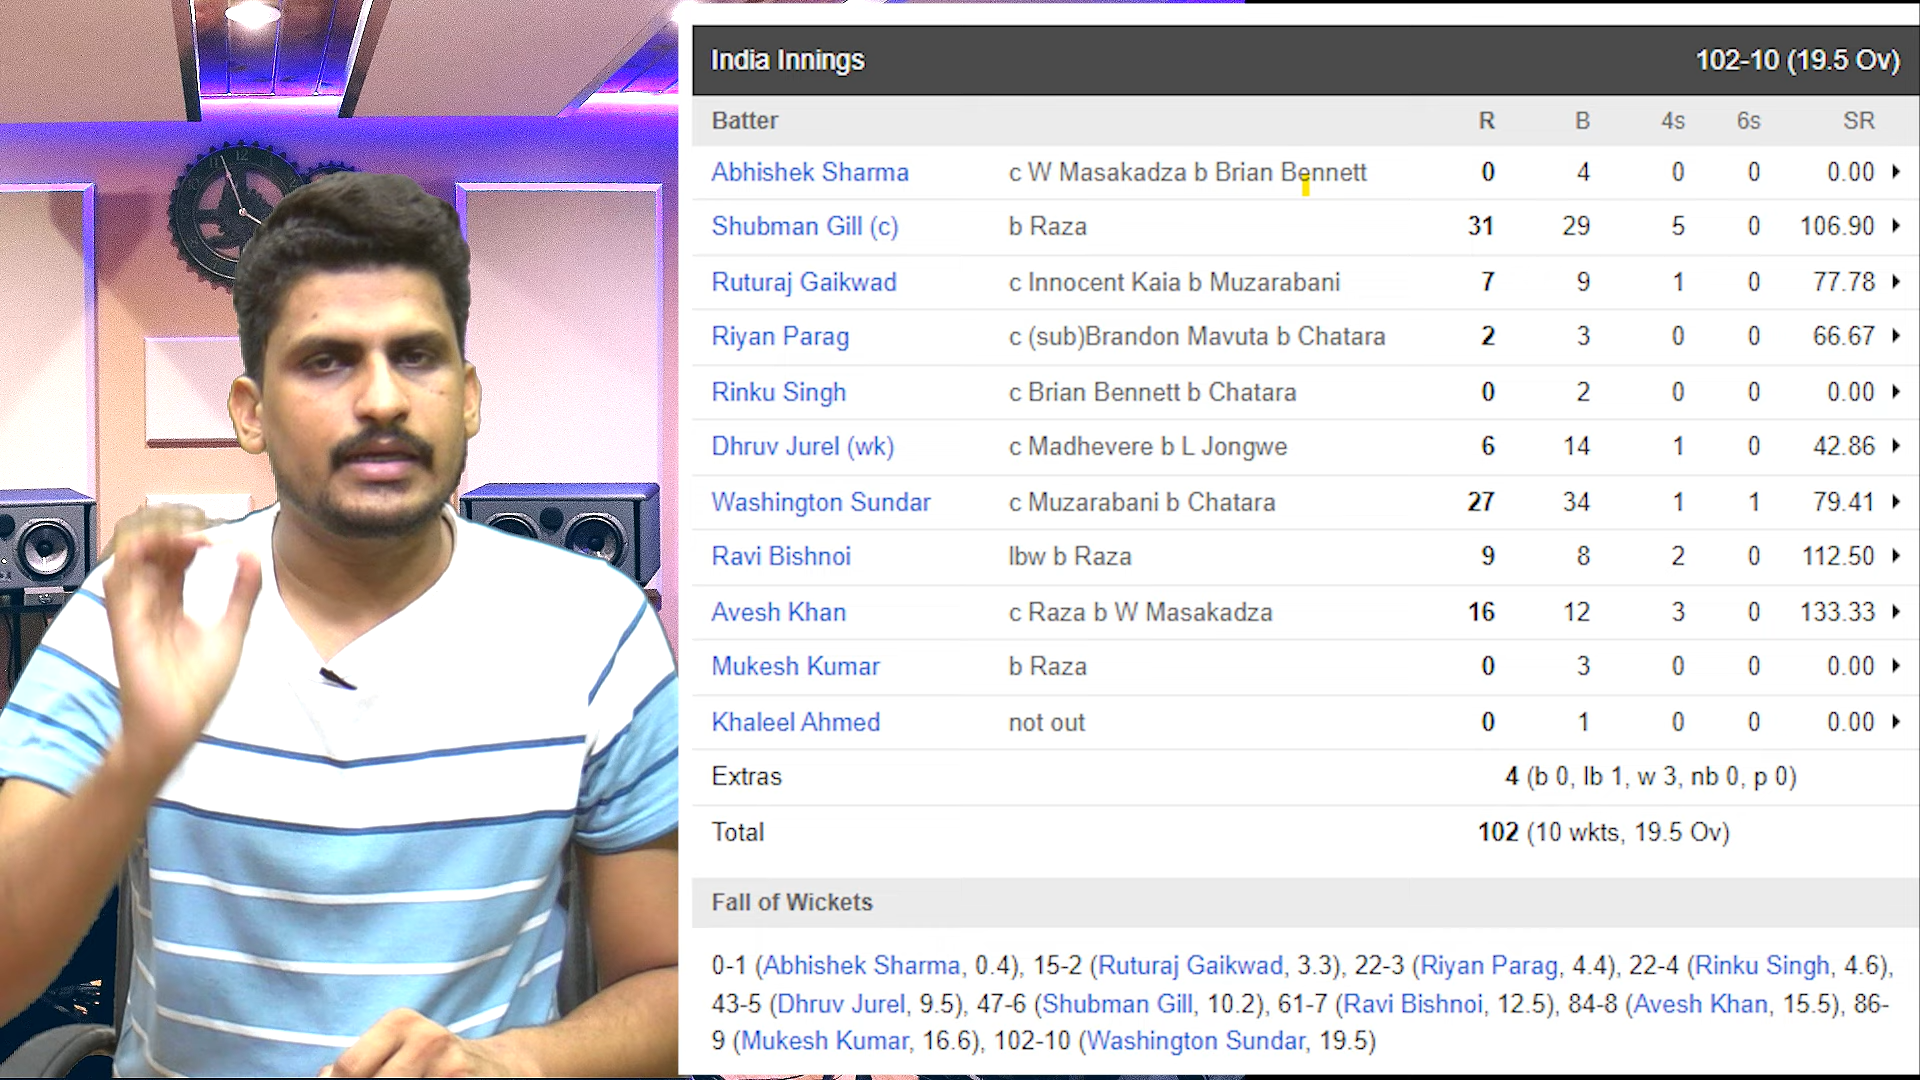 India Innings 102-10 (19.5 Ov)
Batter R B 4s 6s SR
Abhishek Sharma c W Masakadza b Brian Bennett 0 4 0 0 0.00
Shubman Gill (c) b Raza 31 29 5 0 106.90
Ruturaj Gaikwad c Innocent Kaia b Muzarabani 7 9 1 0 77.78
Riyan Parag c (sub)Brandon Mavuta b Chatara 2 3 0 0 66.67
Rinku Singh c Brian Bennett b Chatara 0 2 0 0 0.00
Dhruv Jurel (wk) c Madhevere b L Jongwe 6 14 1 0 42.86
Washington Sundar c Muzarabani b Chatara 27 34 1 1 79.41
Ravi Bishnoi lbw b Raza 9 8 2 0 112.50
Avesh Khan c Raza b W Masakadza 16 12 3 0 133.33
Mukesh Kumar b Raza 0 3 0 0 0.00
Khaleel Ahmed not out 0 1 0 0 0.00
Extras 4 (b 0, lb 1, w 3, nb 0, p 0)
Total 102 (10 wkts, 19.5 Ov)
Fall of Wickets
0-1 (Abhishek Sharma, 0.4), 15-2 (Ruturaj Gaikwad, 3.3), 22-3 (Riyan Parag, 4.4), 22-4 (Rinku Singh, 4.6),
43-5 (Dhruv Jurel, 9.5), 47-6 (Shubman Gill, 10.2), 61-7 (Ravi Bishnoi, 12.5), 84-8 (Avesh Khan, 15.5), 86-
9 (Mukesh Kumar, 16.6), 102-10 (Washington Sundar, 19.5)